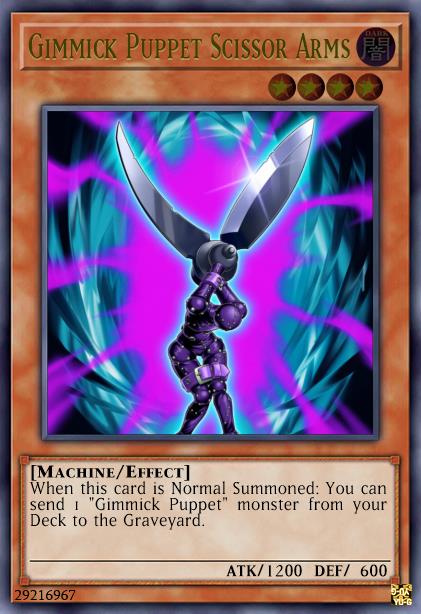 Gimmick Puppet Scissor Arms
DARK
闇
[Machine/Effect]
When this card is Normal Summoned: You can
send 1 "Gimmick Puppet" monster from your
Deck to the Graveyard.
ATK/1200 DEF/ 600
29216967